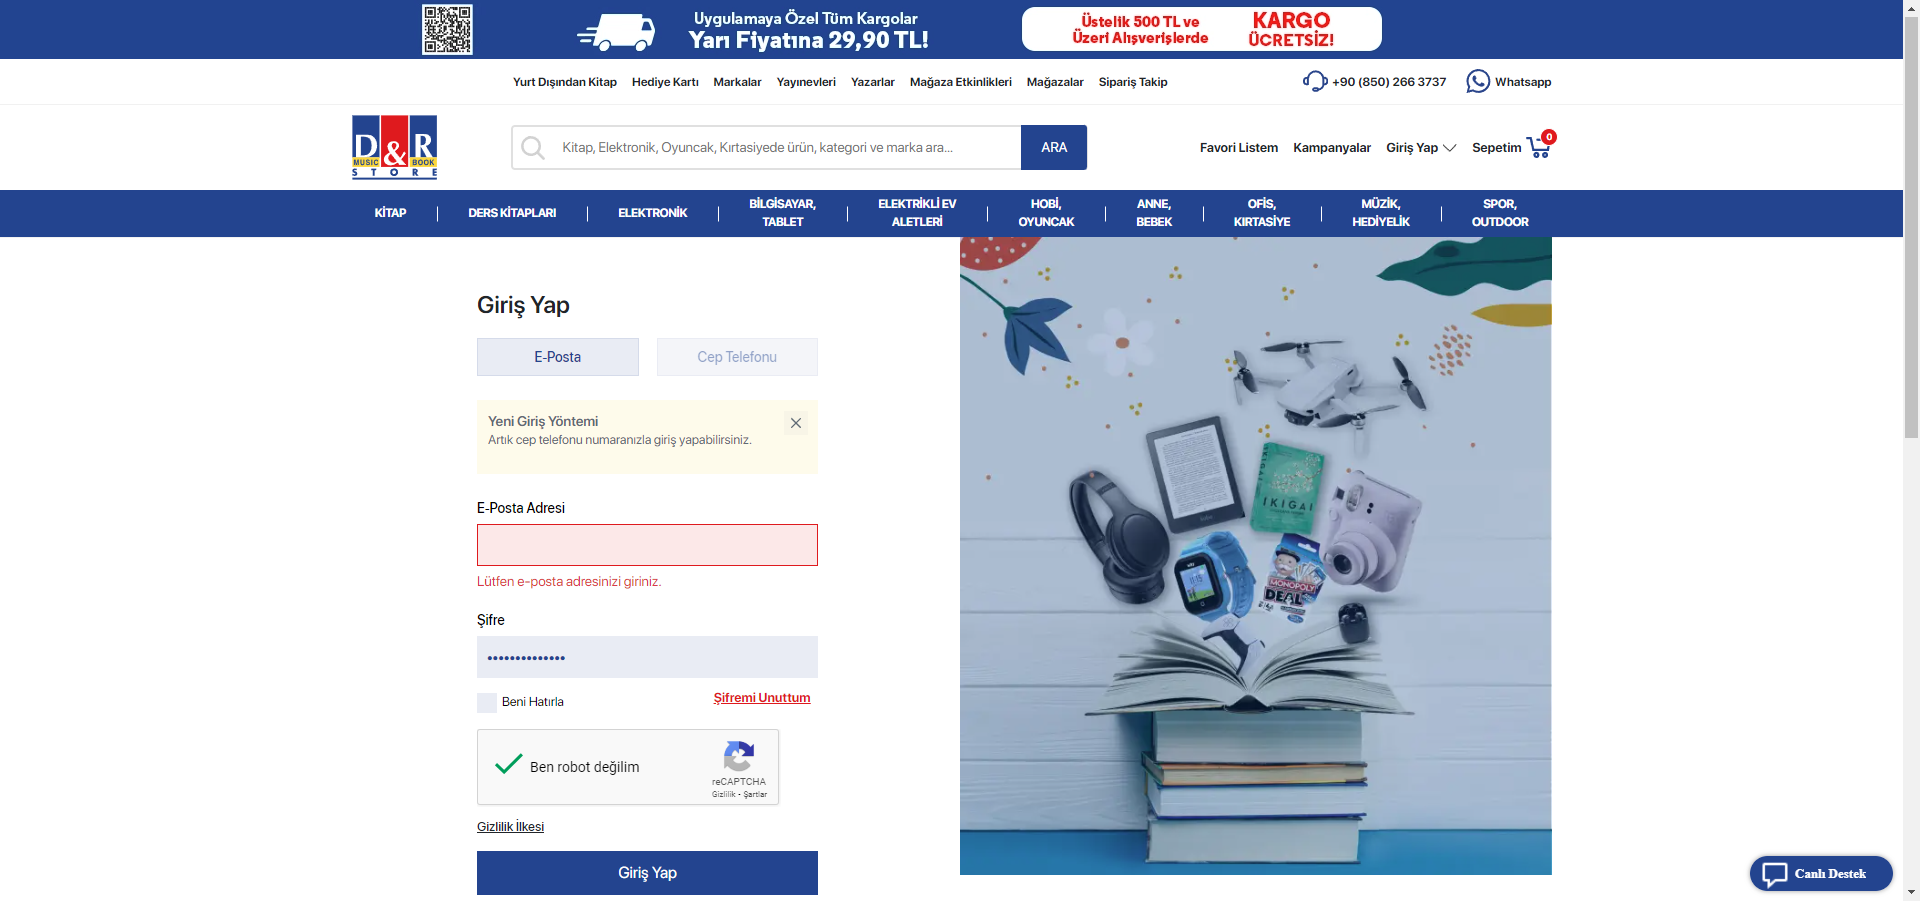 Uygulamaya Özel Tüm Kargolar
Yarı Fiyatına 29,90 TL!
Üstelik 500 TL ve
Üzeri Alışverişlerde
KARGO
ÜCRETSİZ!
Yurt Dışından Kitap Hediye Kartı Markalar Yayınevleri Yazarlar Mağaza Etkinlikleri Mağazalar Sipariş Takip
+90 (850) 266 3737 Whatsapp
D&R
MUSIC BOOK
STORE
Kitap, Elektronik, Oyuncak, Kırtasiyede ürün, kategori ve marka ara...
ARA
Favori Listem Kampanyalar Giriş Yap Sepetim 0
KİTAP
DERS KİTAPLARI
ELEKTRONİK
BİLGİSAYAR,
TABLET
ELEKTRİKLİ EV
ALETLERİ
HOBİ,
OYUNCAK
ANNE,
BEBEK
OFİS,
KIRTASİYE
MÜZİK,
HEDİYELİK
SPOR,
OUTDOOR
Giriş Yap
E-Posta
Cep Telefonu
Yeni Giriş Yöntemi
Artık cep telefonu numaranızla giriş yapabilirsiniz.
E-Posta Adresi
Lütfen e-posta adresinizi giriniz.
Şifre
Beni Hatırla
Şifremi Unuttum
Ben robot değilim
reCAPTCHA
Gizlilik - Şartlar
Gizlilik İlkesi
Giriş Yap
IKIGAI
MONOPOLY
DEAL
Canlı Destek